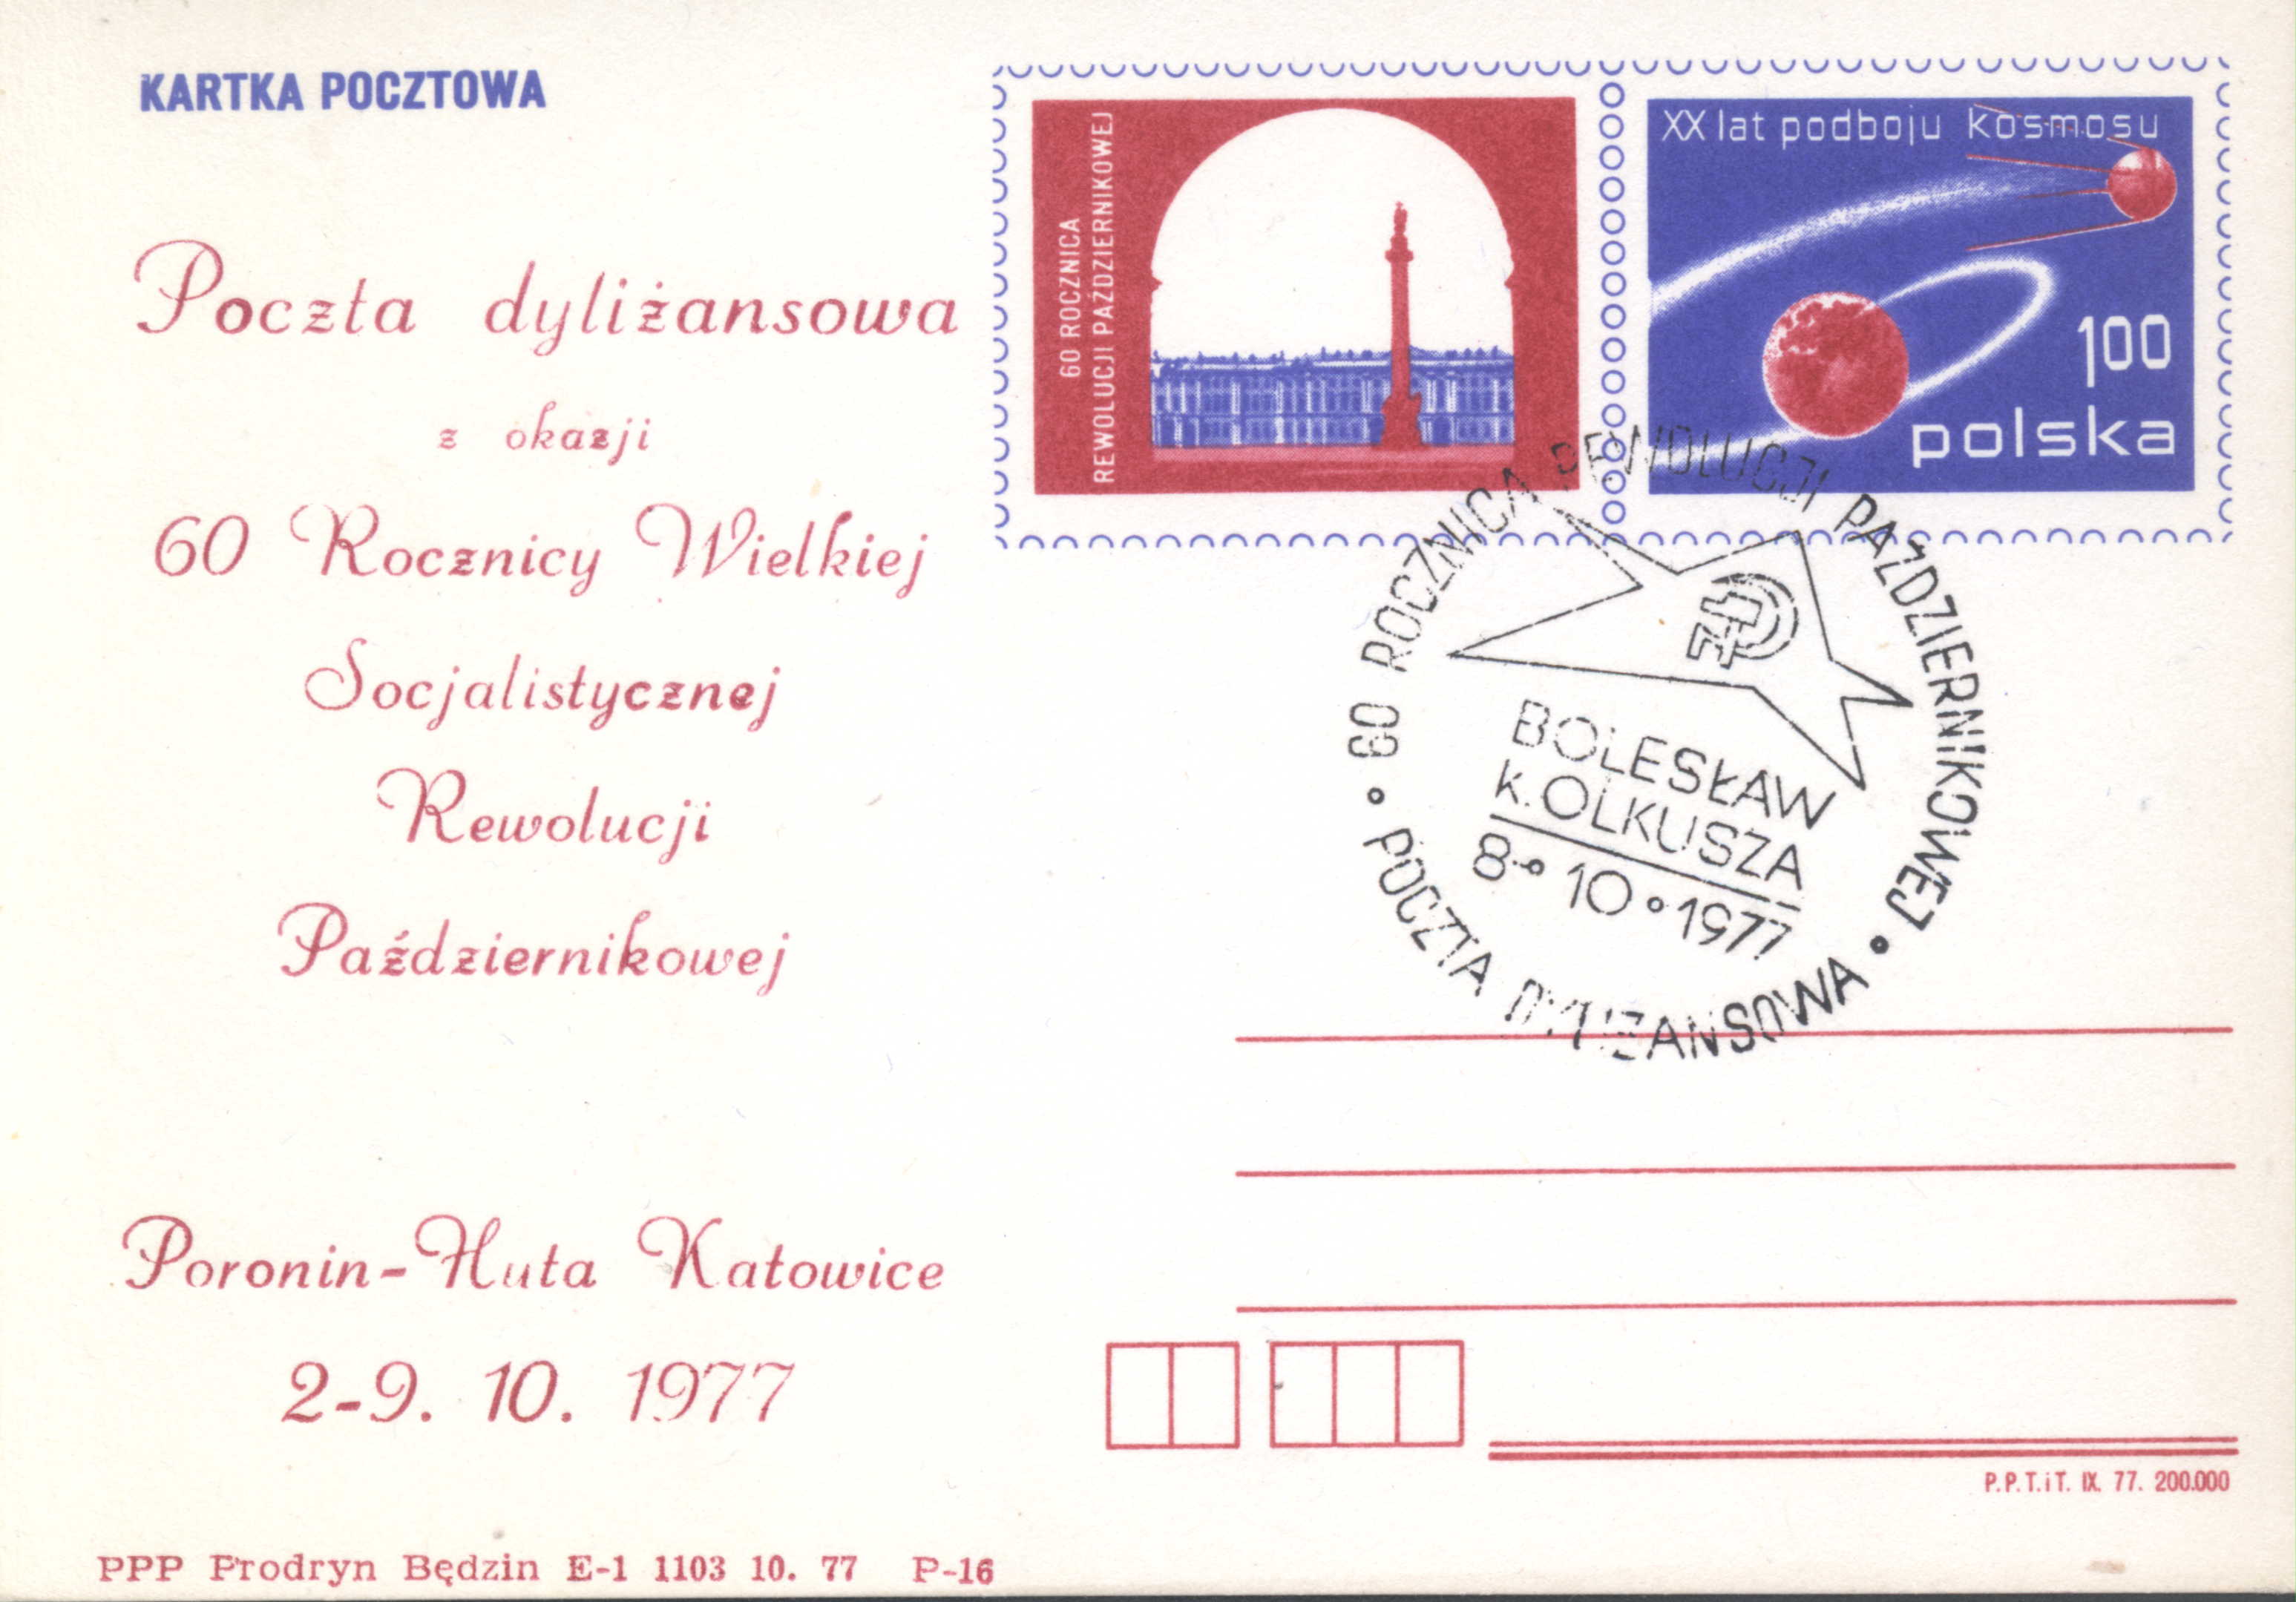 KARTKA POCZTOWA
Poczta dyliżansowa
z okazji
60 Rocznicy Wielkiej
Socjalistycznej
Rewolucji
Październikowej
Poronin-Huta Katowice
2-9. 10. 1977
PPP Prodryn Będzin E-1 1103 10. 77 P-16
60 ROCZNICA
REWOLUCJI PAŹDZIERNIKOWEJ
XX lat podboju kosmosu
100
polska
60 ROCZNICA REWOLUCJI PAŹDZIERNIKOWEJ
BOLESŁAW
K. OLKUSZA
8 • 10 • 1977
• POCZTA DYLIŻANSOWA •
P.P.T.iT. IX. 77. 200.000